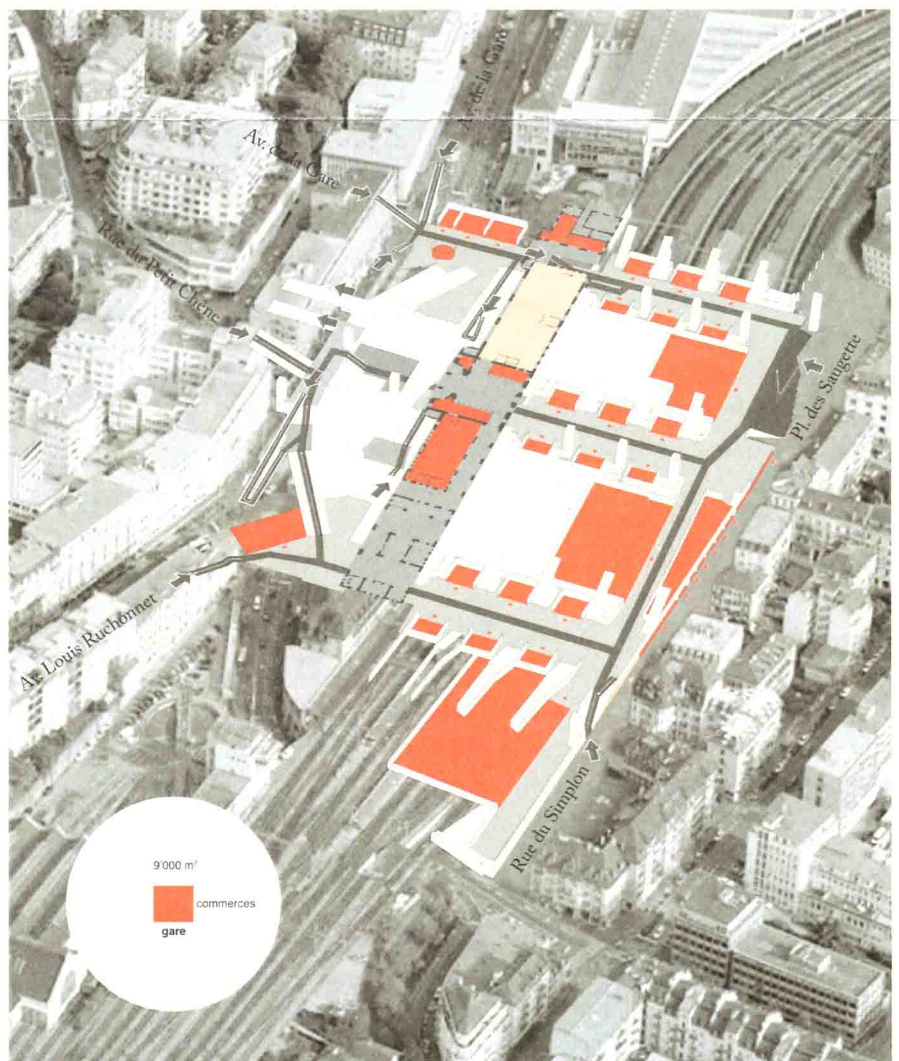 Av. de la Gare
Av. de la Gare
Rue du Petit Chêne
Pl. des Saugette
Av. Louis Ruchonnet
Rue du Simplon
9'000 m²
commerces
gare